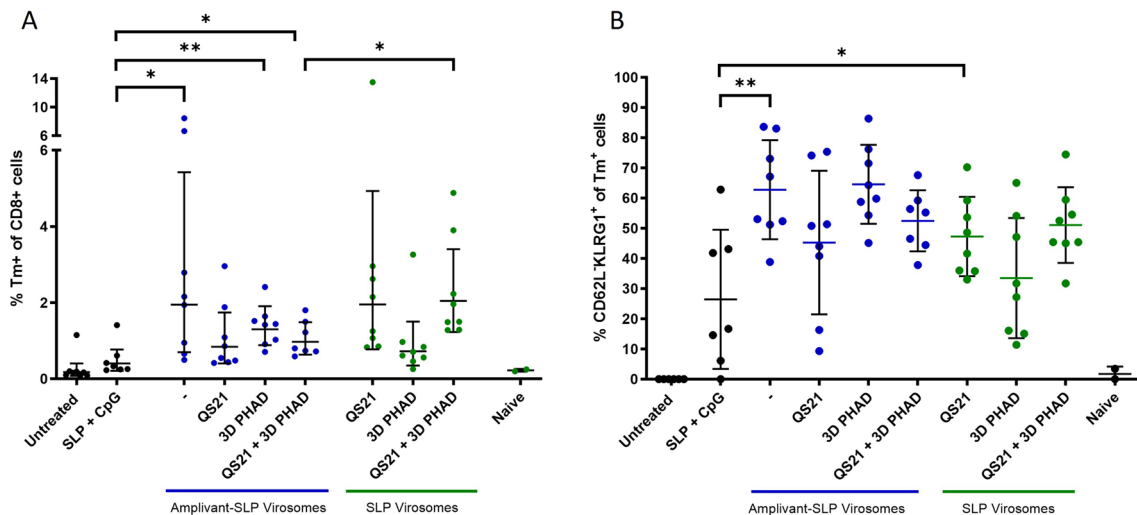 A
*
**
*
*
14
12
10
8
6
6
4
2
0
% Tm+ of CD8+ cells
Untreated
SLP + CpG
-
QS21
3D PHAD
QS21 + 3D PHAD
QS21
3D PHAD
QS21 + 3D PHAD
Naive
Amplivant-SLP Virosomes
SLP Virosomes
B
*
**
100
90
80
70
60
50
40
30
20
10
0
% CD62L⁻KLRG1⁺ of Tm⁺ cells
Untreated
SLP + CpG
-
QS21
3D PHAD
QS21 + 3D PHAD
QS21
3D PHAD
QS21 + 3D PHAD
Naive
Amplivant-SLP Virosomes
SLP Virosomes